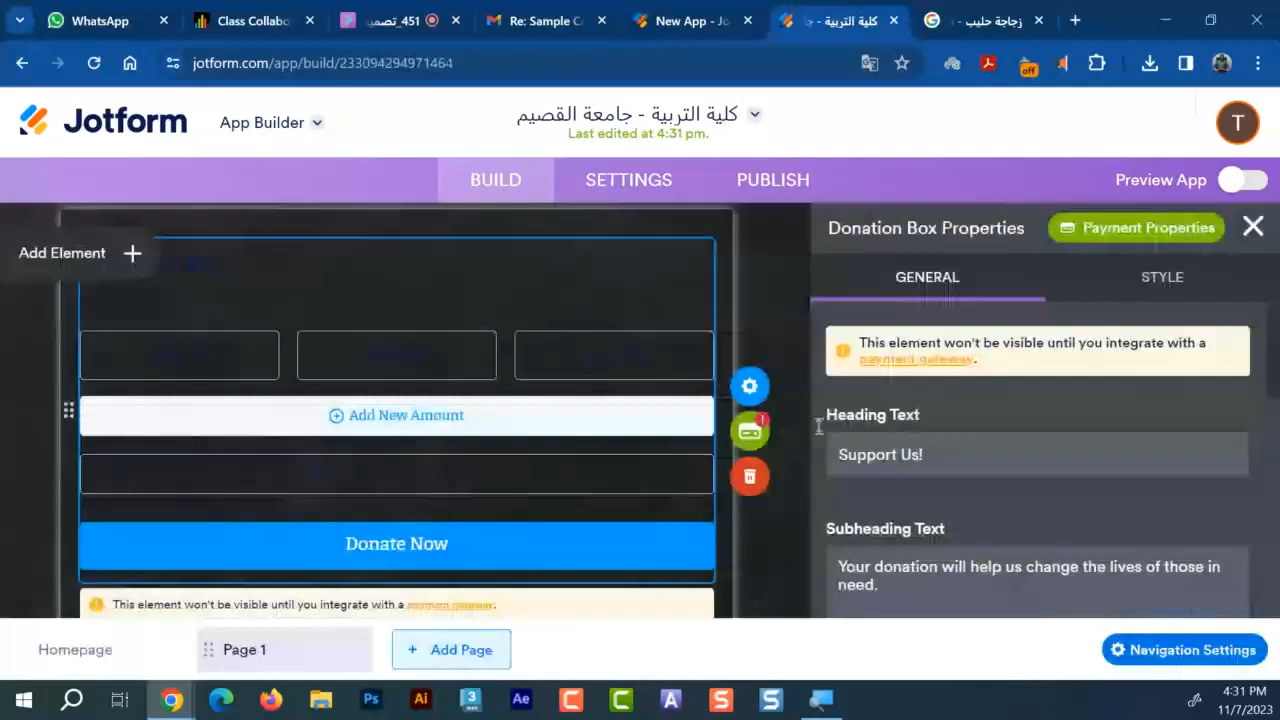 WhatsApp
Class Collabo
451_تصمي
Re: Sample C
New App - Jo
كلية التربية - جا
زجاجة حليب -
jotform.com/app/build/233094294971464
off
Jotform
App Builder
كلية التربية - جامعة القصيم
Last edited at 4:31 pm.
T
BUILD
SETTINGS
PUBLISH
Preview App
Add Element
Donation Box Properties
Payment Properties
GENERAL
STYLE
This element won't be visible until you integrate with a
payment gateway.
Heading Text
Support Us!
Add New Amount
Subheading Text
Donate Now
Your donation will help us change the lives of those in
need.
This element won't be visible until you integrate with a payment gateway.
Homepage
Page 1
+ Add Page
Navigation Settings
4:31 PM
11/7/2023